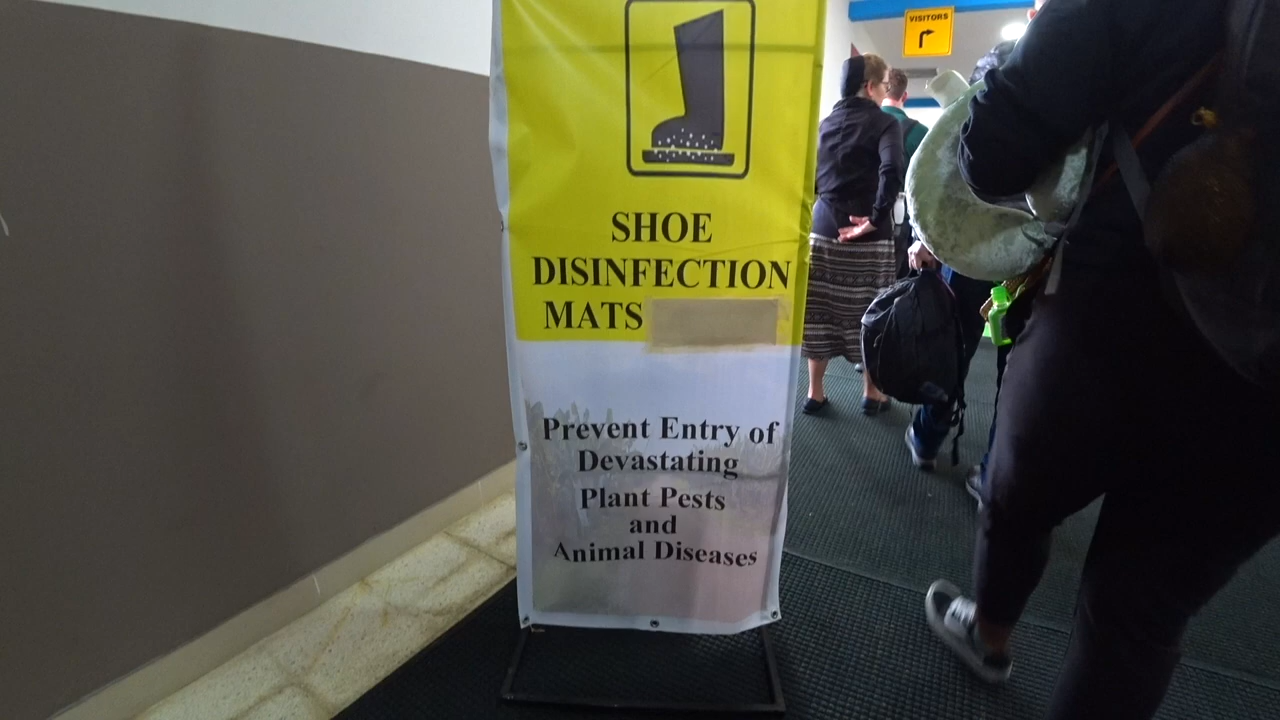 VISITORS
SHOE
DISINFECTION
MATS
Prevent Entry of
Devastating
Plant Pests
and
Animal Diseases